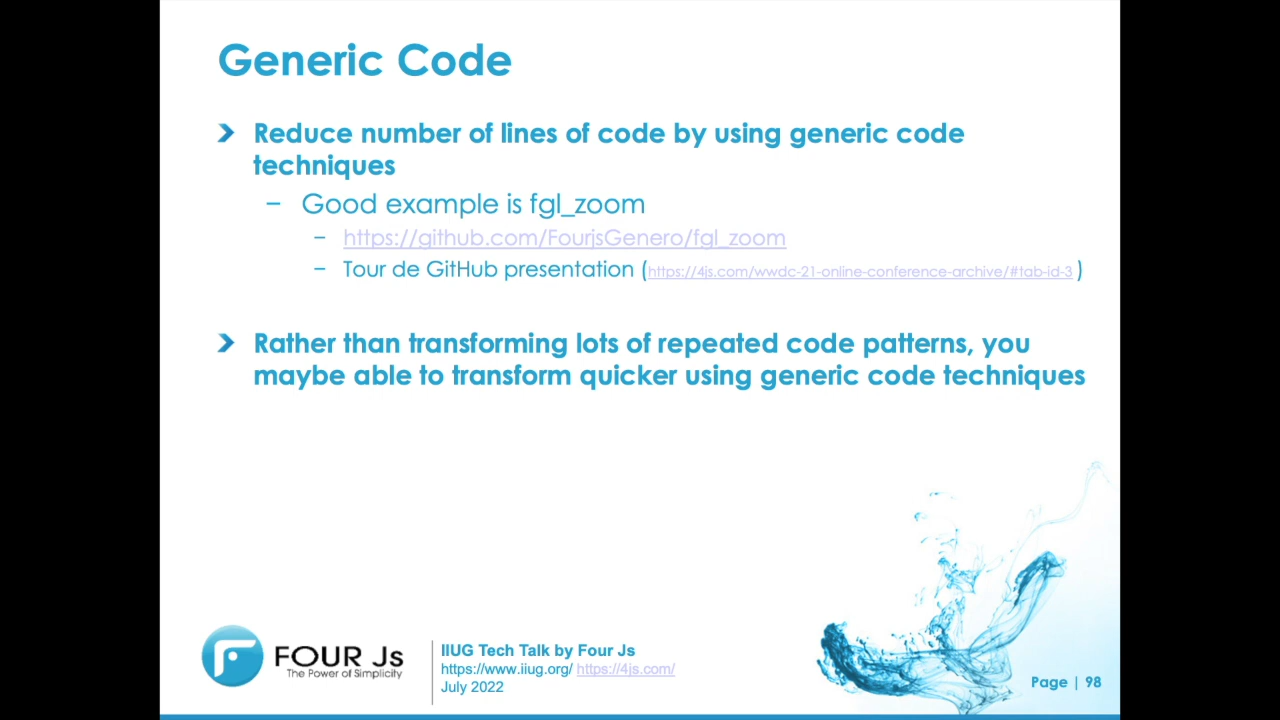 Generic Code
Reduce number of lines of code by using generic code
techniques
– Good example is fgl_zoom
– https://github.com/FourjsGenero/fgl_zoom
– Tour de GitHub presentation (https://4js.com/wwdc-21-online-conference-archive/#tab-id-3 )
Rather than transforming lots of repeated code patterns, you
maybe able to transform quicker using generic code techniques
FOUR Js
The Power of Simplicity
IIUG Tech Talk by Four Js
https://www.iiug.org/ https://4js.com/
July 2022
Page | 98